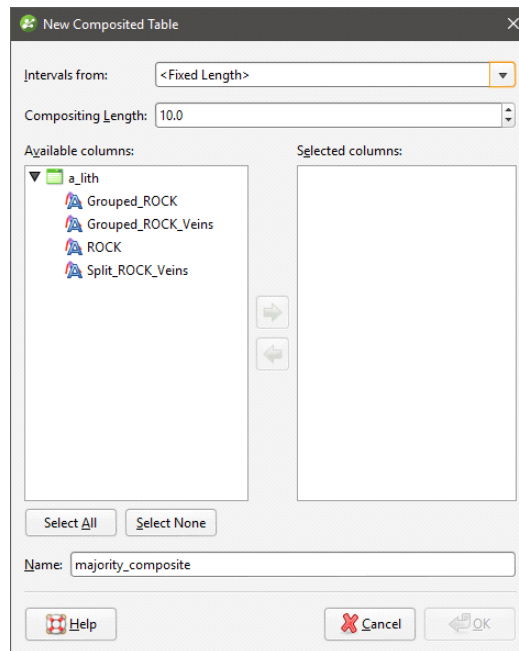 New Composited Table
Intervals from: <Fixed Length>
Compositing Length: 10.0
Available columns: Selected columns:
a_lith
Grouped_ROCK
Grouped_ROCK_Veins
ROCK
Split_ROCK_Veins
Select All Select None
Name: majority_composite
Help Cancel OK